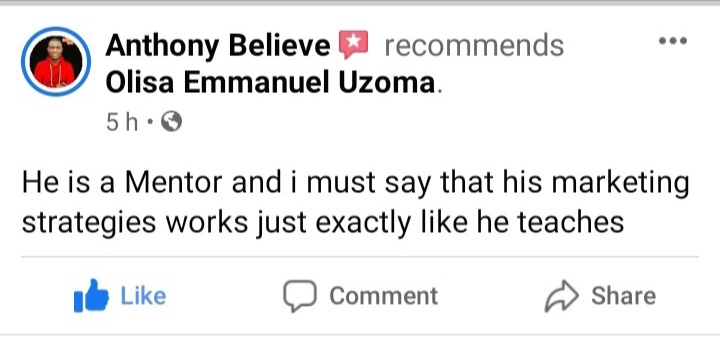 Anthony Believe recommends
Olisa Emmanuel Uzoma.
5 h •
He is a Mentor and i must say that his marketing
strategies works just exactly like he teaches
Like Comment Share